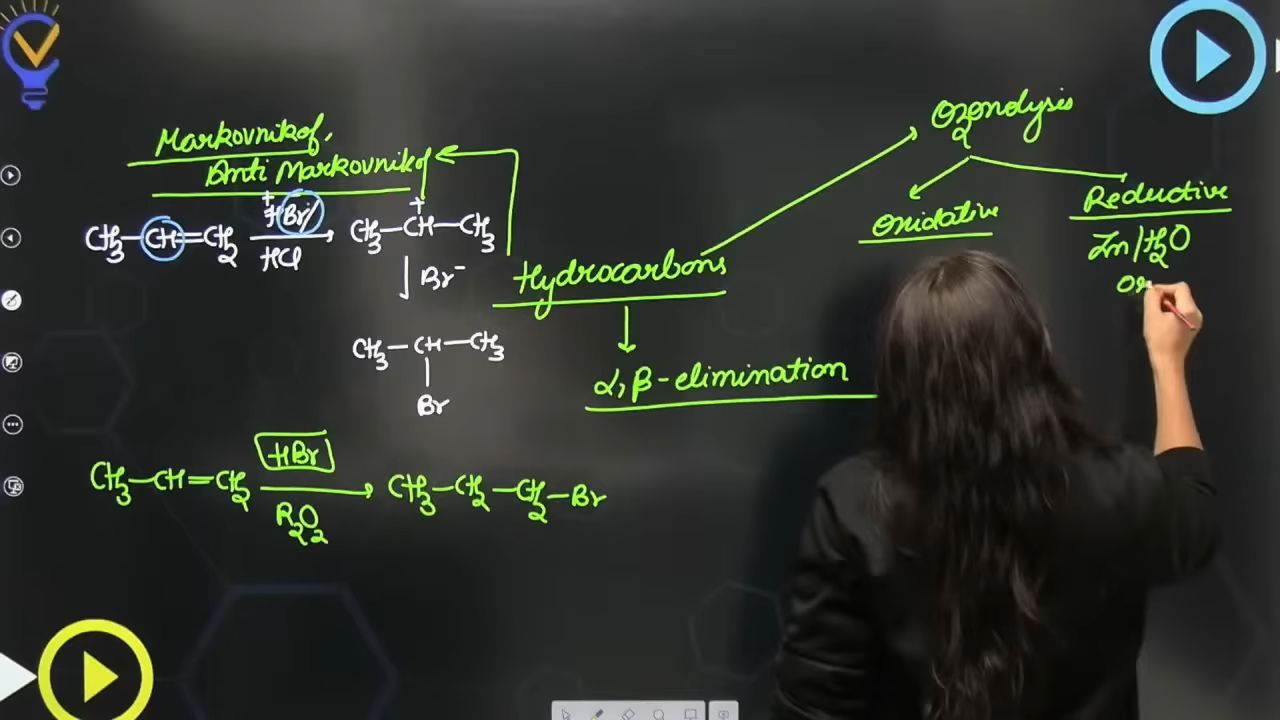 Markovnikof,
Anti Markovnikof
CH3—CH=CH2
+
HBr/
HCl
+
CH3—CH—CH3
Br−
CH3—CH—CH3
Br
CH3—CH=CH2
HBr
R2O2
CH3—CH2—CH2—Br
Hydrocarbons
α, β-elimination
Ozonolysis
Oxidative
Reductive
Zn/H2O
or